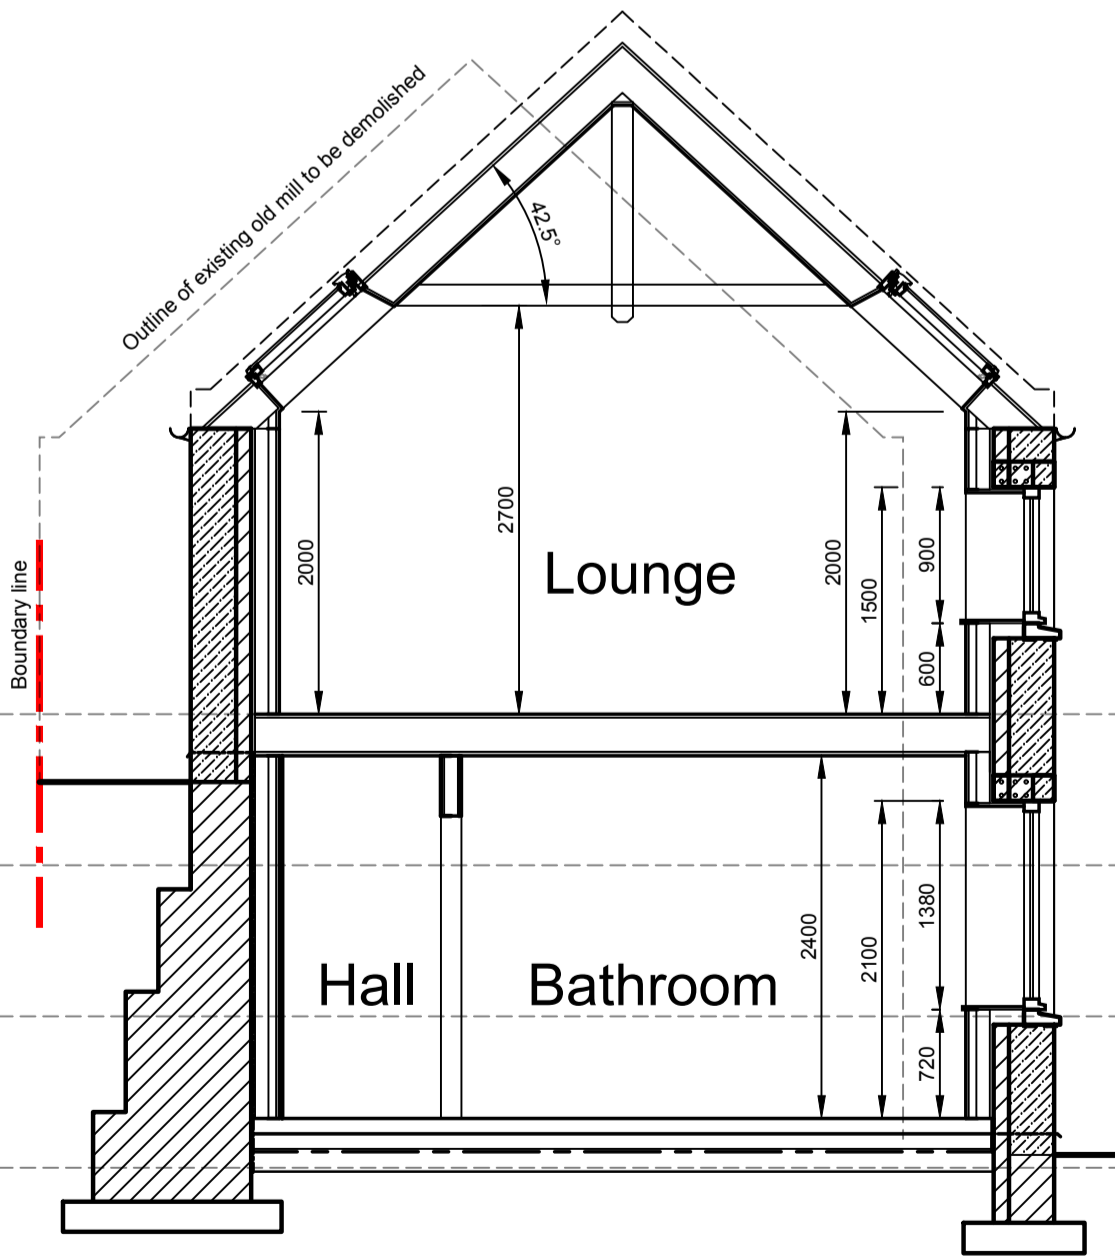 Outline of existing old mill to be demolished
42.5°
Boundary line
2000
2700
Lounge
2000
1500
900
600
Hall
Bathroom
2400
2100
1380
720